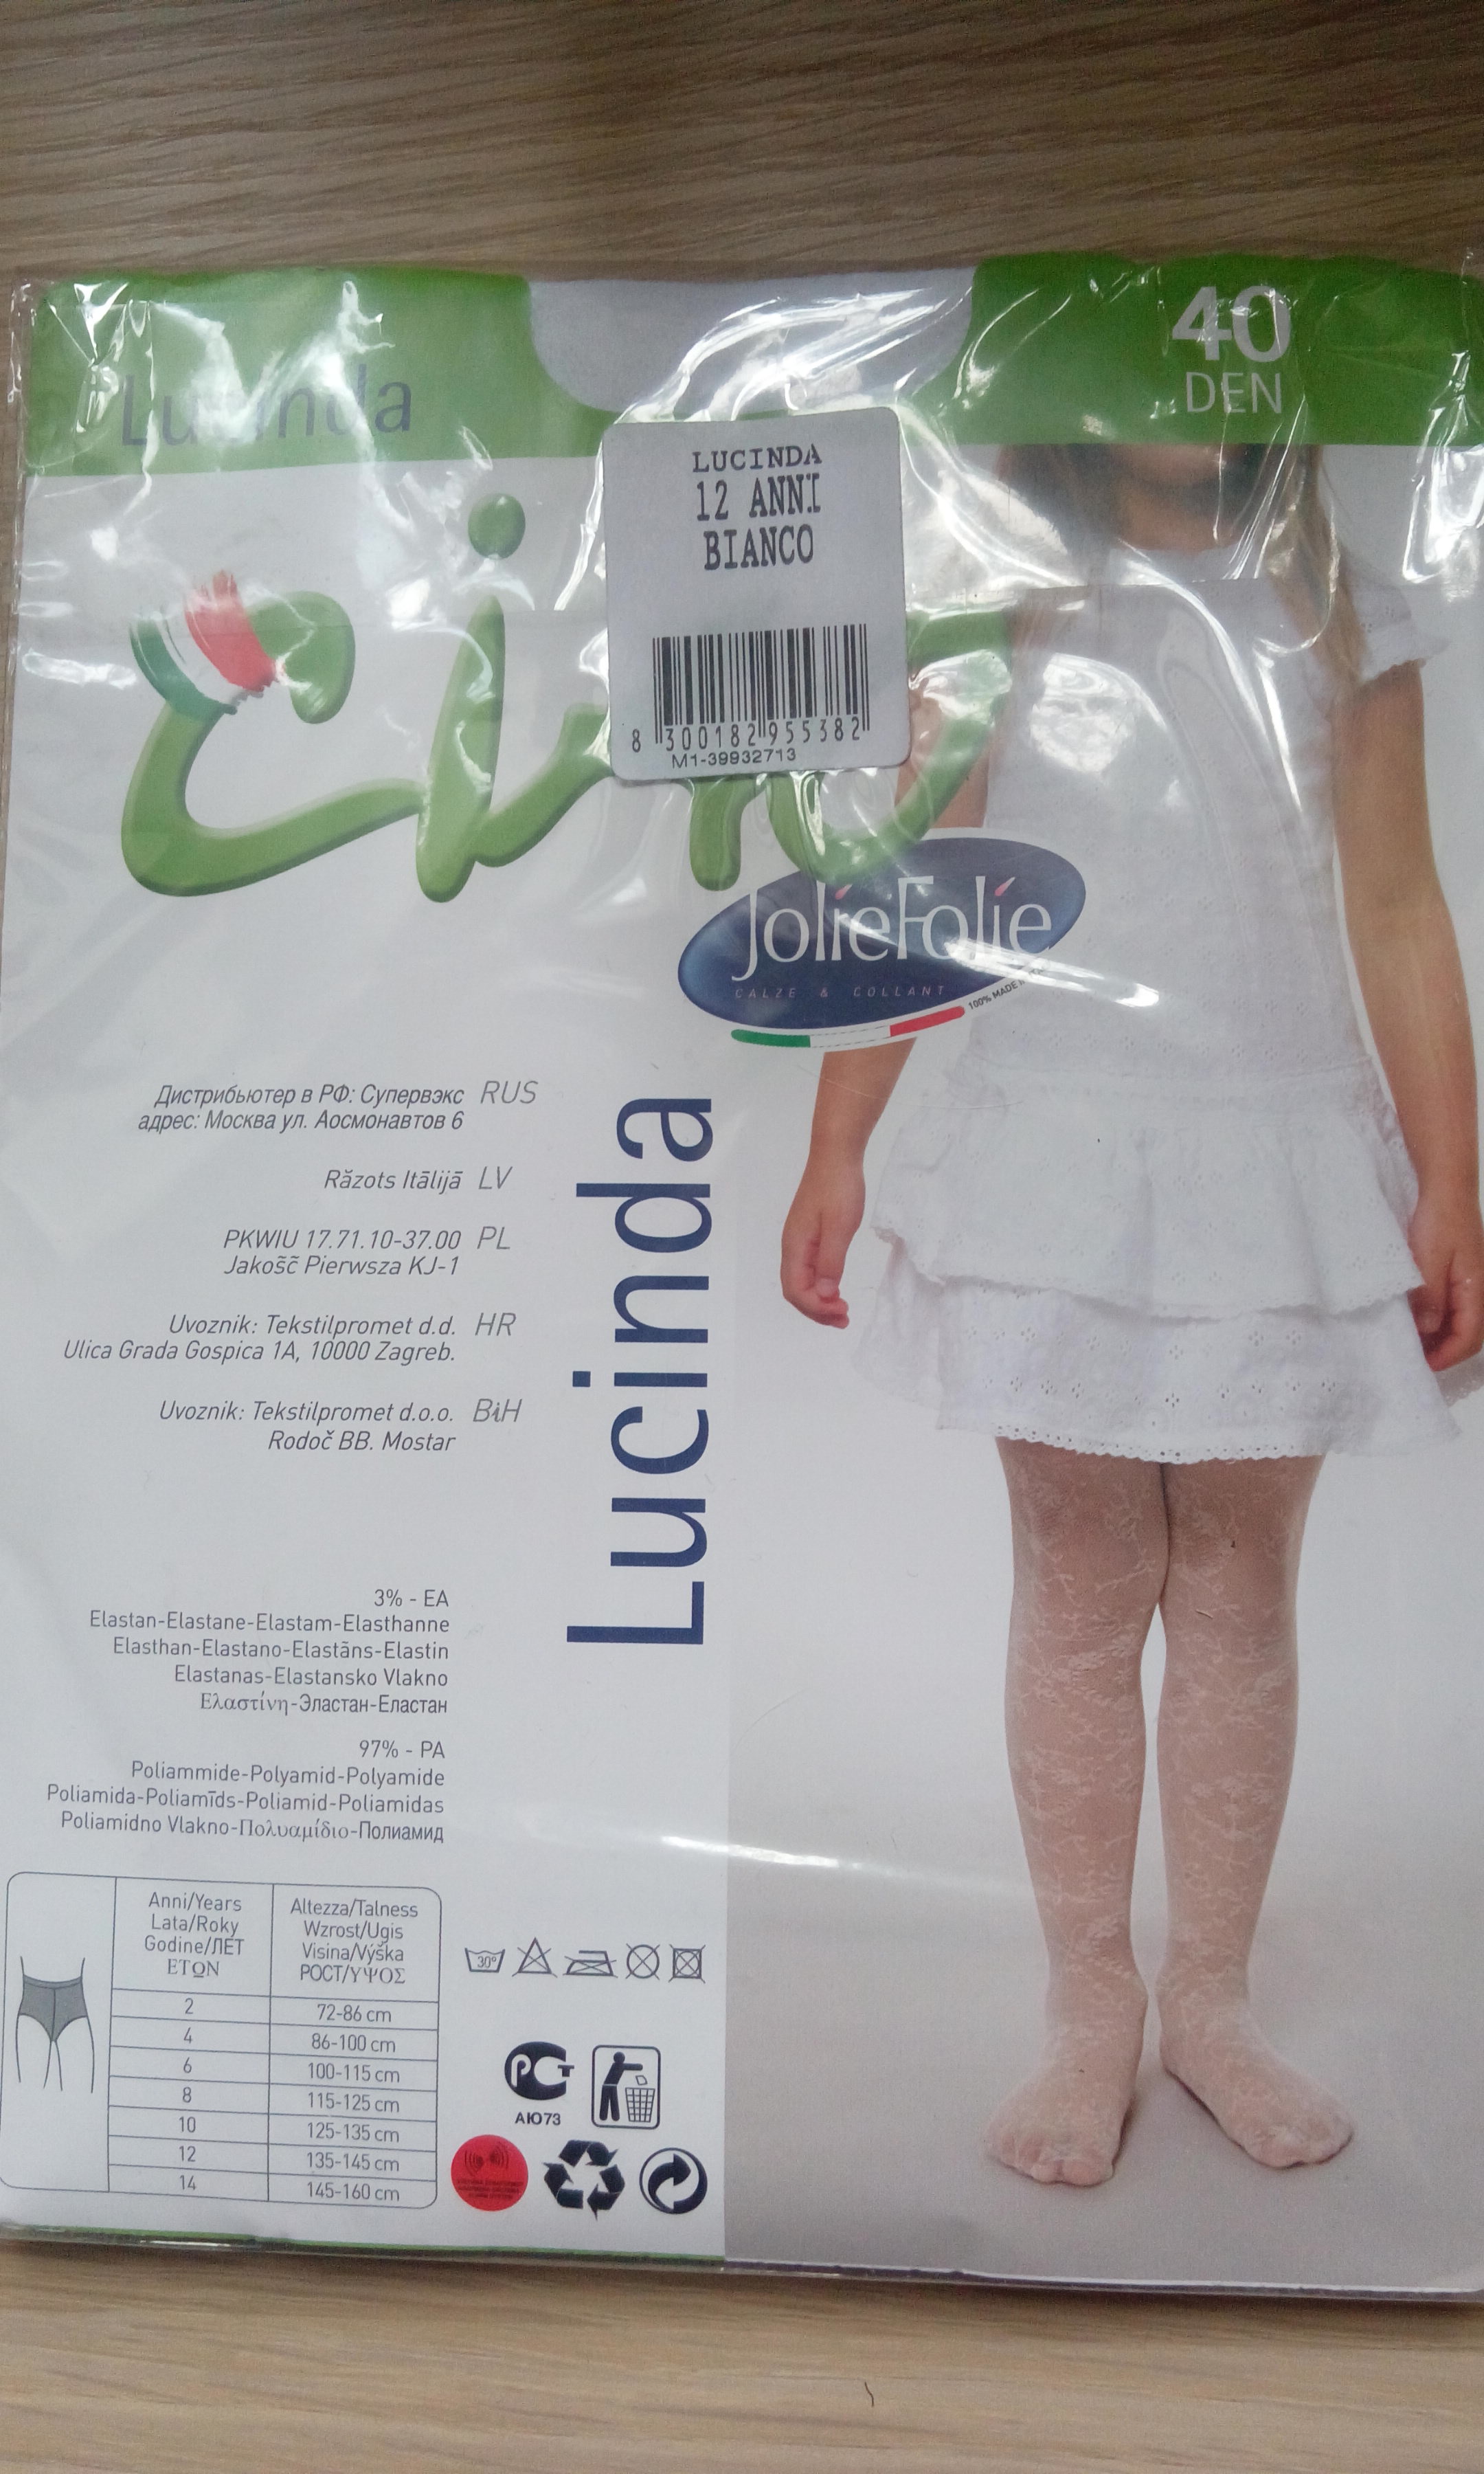 Lucinda
40
DEN
LUCINDA
12 ANNI
BIANCO
8 300182 955382
M1-39932713
JolieFolie
CALZE & COLLANT
100% MADE
Дистрибьютер в РФ: Супервэкс RUS
адрес: Москва ул. Аосмонавтов 6
Răzots Itālijā LV
PKWIU 17.71.10-37.00 PL
Jakošč Pierwsza KJ-1
Uvoznik: Tekstilpromet d.d. HR
Ulica Grada Gospica 1A, 10000 Zagreb.
Uvoznik: Tekstilpromet d.o.o. BiH
Rodoč BB. Mostar
Lucinda
3% - EA
Elastan-Elastane-Elastam-Elasthanne
Elasthan-Elastano-Elastāns-Elastin
Elastanas-Elastansko Vlakno
Ελαστίνη-Эластан-Еластан
97% - PA
Poliammide-Polyamid-Polyamide
Poliamida-Poliamīds-Poliamid-Poliamidas
Poliamidno Vlakno-Πολυαμίδιο-Полиамид
Anni/Years Altezza/Talness
Lata/Roky Wzrost/Ugis
Godine/ЛЕТ Visina/Výška
ΕΤΩΝ РОСТ/ΥΨΟΣ
2 72-86 cm
4 86-100 cm
6 100-115 cm
8 115-125 cm
10 125-135 cm
12 135-145 cm
14 145-160 cm
30°
РСТ
АЮ73